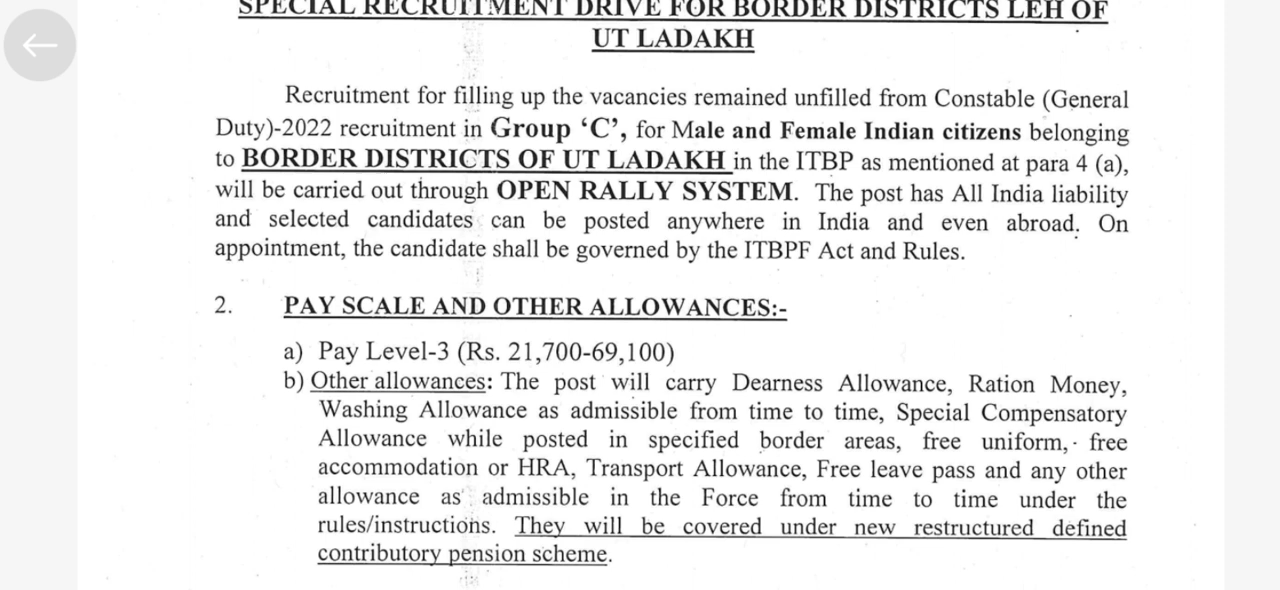 SPECIAL RECRUITMENT DRIVE FOR BORDER DISTRICTS LEH OF
UT LADAKH
Recruitment for filling up the vacancies remained unfilled from Constable (General
Duty)-2022 recruitment in Group ‘C’, for Male and Female Indian citizens belonging
to BORDER DISTRICTS OF UT LADAKH in the ITBP as mentioned at para 4 (a),
will be carried out through OPEN RALLY SYSTEM. The post has All India liability
and selected candidates can be posted anywhere in India and even abroad. On
appointment, the candidate shall be governed by the ITBPF Act and Rules.
2. PAY SCALE AND OTHER ALLOWANCES:-
a) Pay Level-3 (Rs. 21,700-69,100)
b) Other allowances: The post will carry Dearness Allowance, Ration Money,
Washing Allowance as admissible from time to time, Special Compensatory
Allowance while posted in specified border areas, free uniform, free
accommodation or HRA, Transport Allowance, Free leave pass and any other
allowance as admissible in the Force from time to time under the
rules/instructions. They will be covered under new restructured defined
contributory pension scheme.